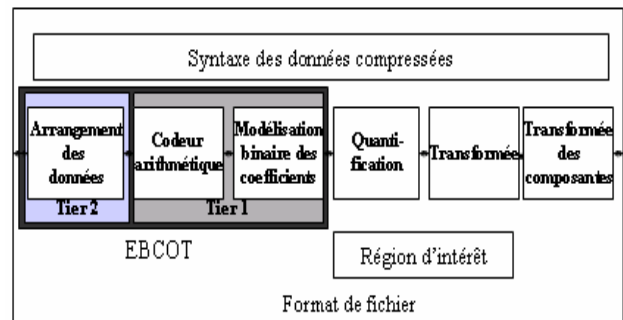 Syntaxe des données compressées
Arrangement
des
données
Tier 2
Codeur
arithmétique
Modélisation
binaire des
coefficients
Tier 1
Quanti-
fication
Transformée
Transformée
des
composantes
EBCOT
Région d'intérêt
Format de fichier